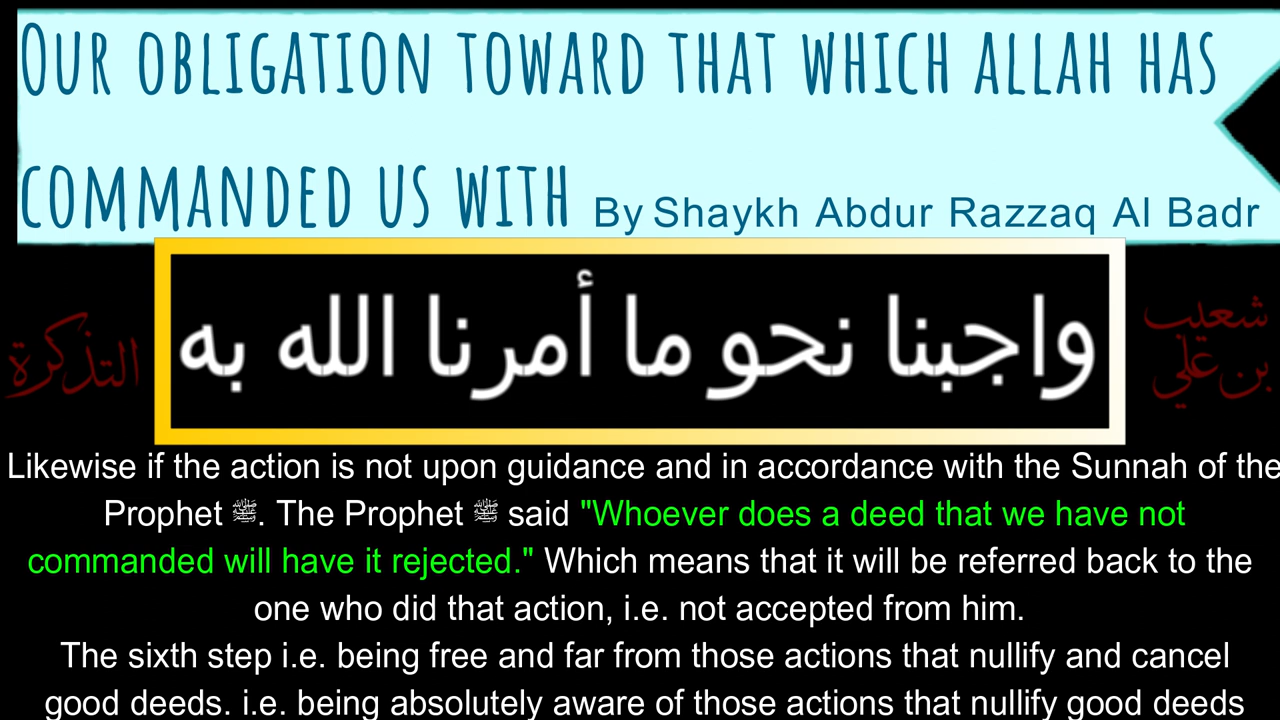 Our obligation toward that which Allah has
commanded us with By Shaykh Abdur Razzaq Al Badr
واجبنا نحو ما أمرنا الله به
شعيب
بن علي
التذكرة
Likewise if the action is not upon guidance and in accordance with the Sunnah of the
Prophet ﷺ. The Prophet ﷺ said "Whoever does a deed that we have not
commanded will have it rejected." Which means that it will be referred back to the
one who did that action, i.e. not accepted from him.
The sixth step i.e. being free and far from those actions that nullify and cancel
good deeds. i.e. being absolutely aware of those actions that nullify good deeds